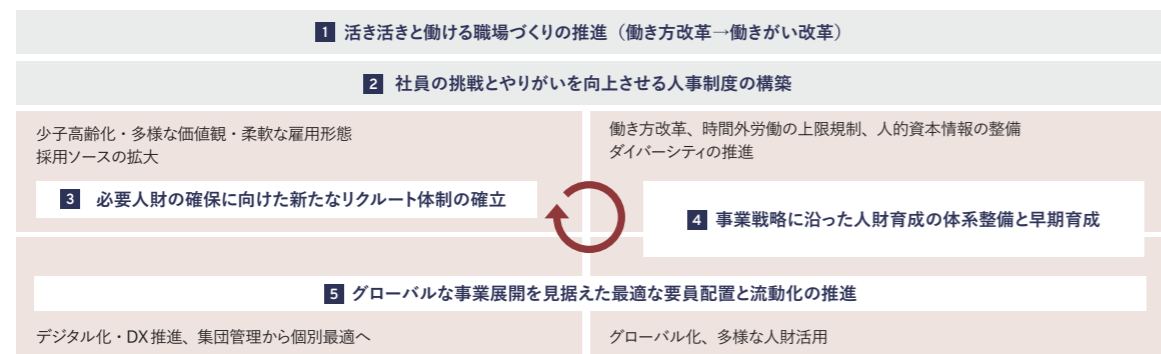 1 活き活きと働ける職場づくりの推進（働き方改革→働きがい改革）
2 社員の挑戦とやりがいを向上させる人事制度の構築
少子高齢化・多様な価値観・柔軟な雇用形態
採用ソースの拡大
3 必要人財の確保に向けた新たなリクルート体制の確立
働き方改革、時間外労働の上限規制、人的資本情報の整備
ダイバーシティの推進
4 事業戦略に沿った人財育成の体系整備と早期育成
5 グローバルな事業展開を見据えた最適な要員配置と流動化の推進
デジタル化・DX推進、集団管理から個別最適へ
グローバル化、多様な人財活用